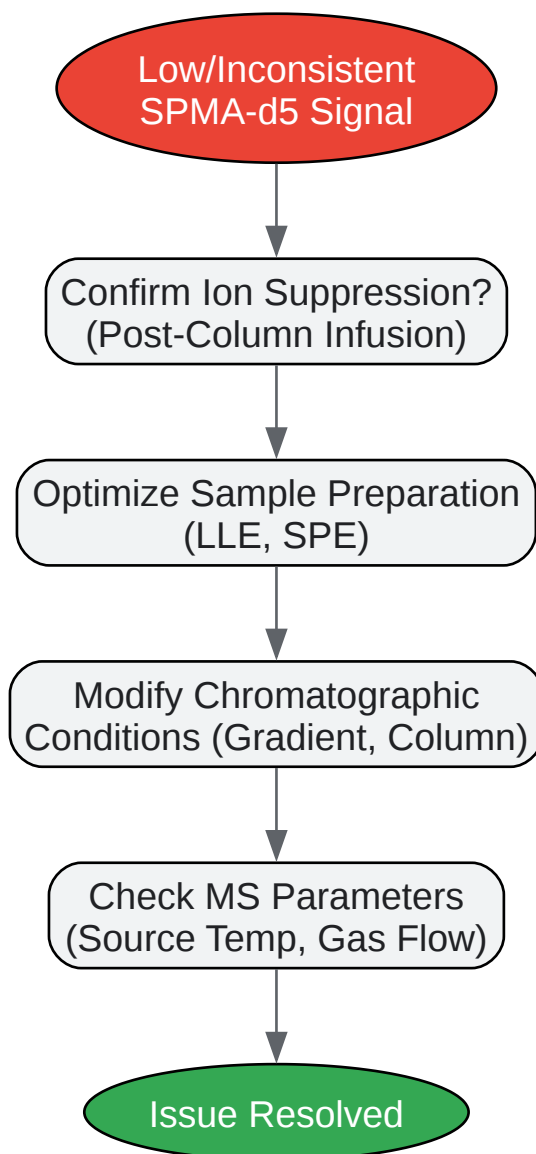 Low/Inconsistent
SPMA-d5 Signal
Confirm Ion Suppression?
(Post-Column Infusion)
Optimize Sample Preparation
(LLE, SPE)
Modify Chromatographic
Conditions (Gradient, Column)
Check MS Parameters
(Source Temp, Gas Flow)
Issue Resolved